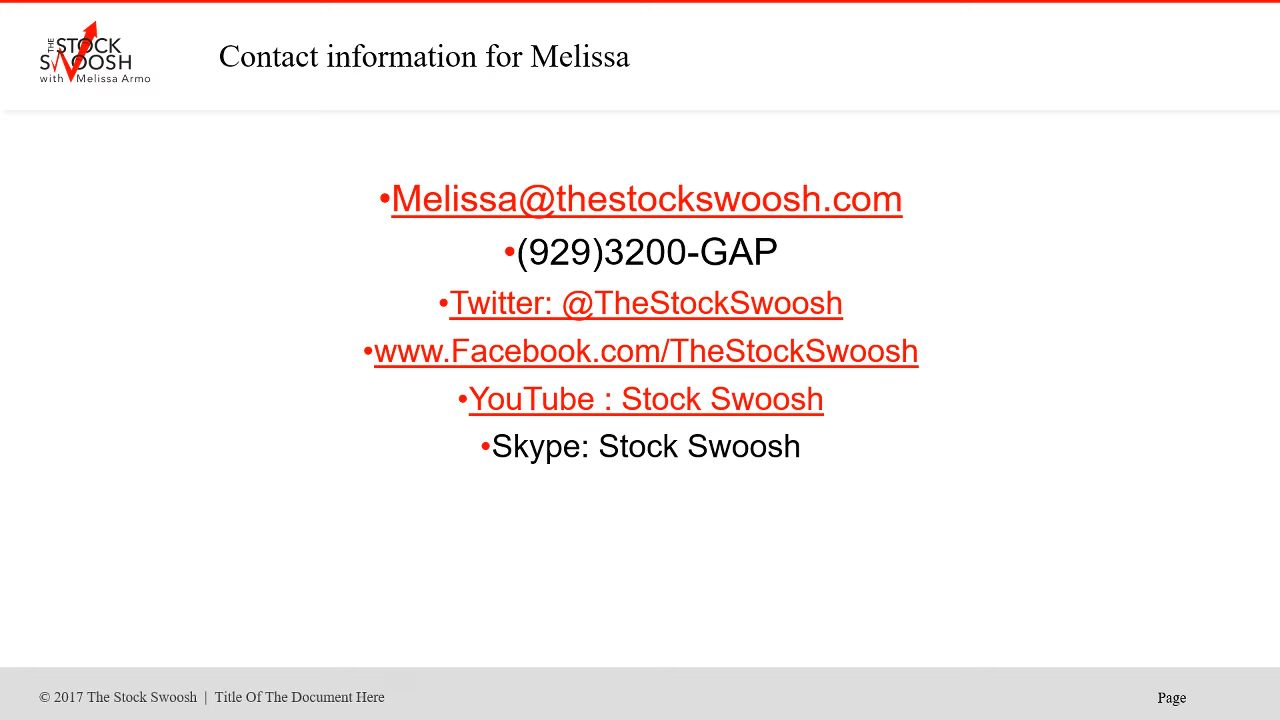 THE STOCK
SWOOSH
with Melissa Armo
Contact information for Melissa
•Melissa@thestockswoosh.com
•(929)3200-GAP
•Twitter: @TheStockSwoosh
•www.Facebook.com/TheStockSwoosh
•YouTube : Stock Swoosh
•Skype: Stock Swoosh
© 2017 The Stock Swoosh | Title Of The Document Here
Page